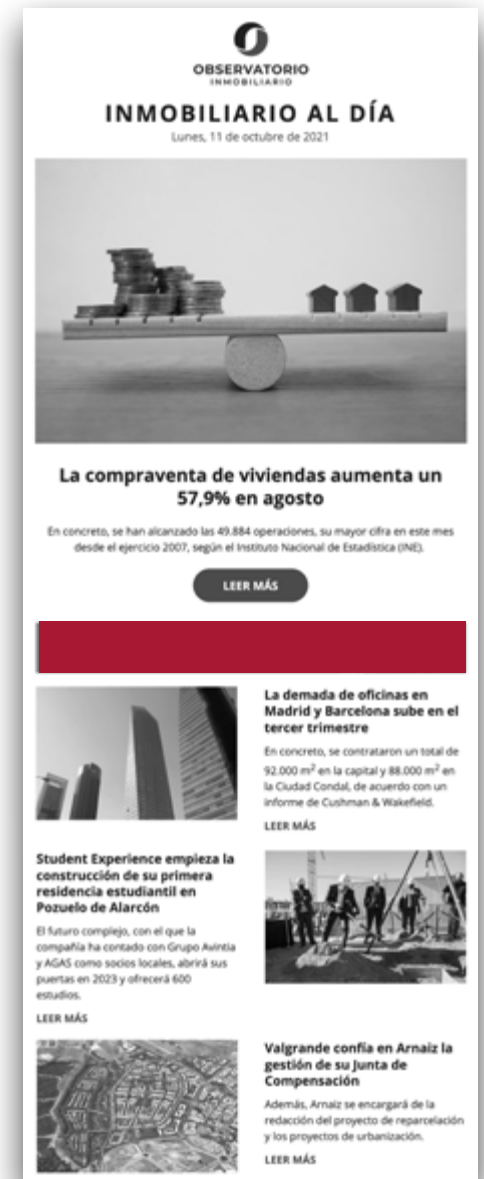 OBSERVATORIO
INMOBILIARIO
INMOBILIARIO AL DÍA
Lunes, 11 de octubre de 2021
La compraventa de viviendas aumenta un
57,9% en agosto
En concreto, se han alcanzado las 49.884 operaciones, su mayor cifra en este mes
desde el ejercicio 2007, según el Instituto Nacional de Estadística (INE).
LEER MÁS
La demada de oficinas en
Madrid y Barcelona sube en el
tercer trimestre
En concreto, se contrataron un total de
92.000 m² en la capital y 88.000 m² en
la Ciudad Condal, de acuerdo con un
informe de Cushman & Wakefield.
LEER MÁS
Student Experience empieza la
construcción de su primera
residencia estudiantil en
Pozuelo de Alarcón
El futuro complejo, con el que la
compañía ha contado con Grupo Avintia
y AGAS como socios locales, abrirá sus
puertas en 2023 y ofrecerá 600
estudios.
LEER MÁS
Valgrande confía en Arnaiz la
gestión de su Junta de
Compensación
Además, Arnaiz se encargará de la
redacción del proyecto de reparcelación
y los proyectos de urbanización.
LEER MÁS